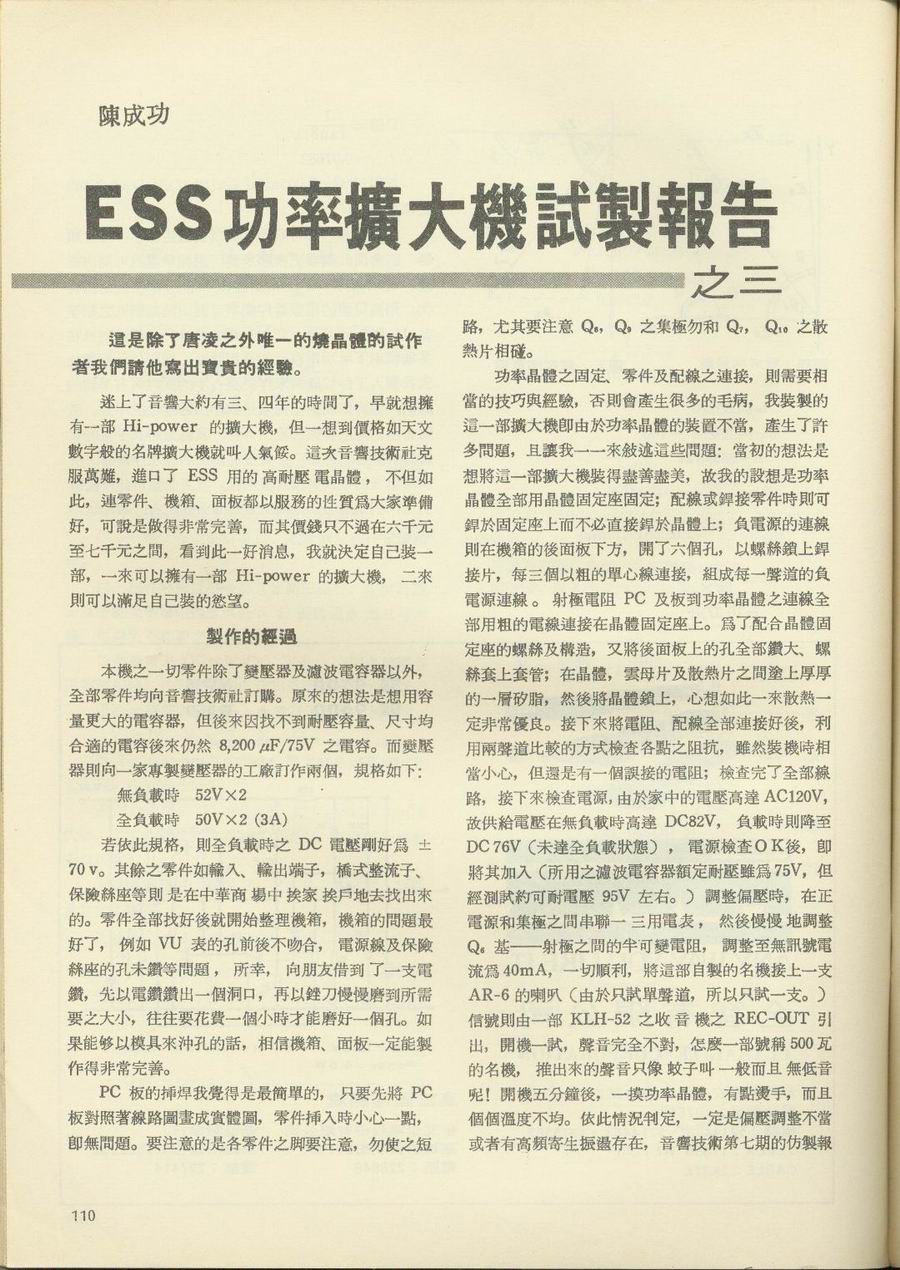 陳成功
ESS功率擴大機試製報告
之三
這是除了唐凌之外唯一的燒晶體的試作
者我們請他寫出寶貴的經驗。
迷上了音響大約有三、四年的時間了，早就想擁
有一部 Hi-power 的擴大機，但一想到價格如天文
數字般的名牌擴大機就叫人氣餒。這次音響技術社克
服萬難，進口了 ESS 用的高耐壓電晶體，不但如
此，連零件、機箱、面板都以服務的性質爲大家準備
好，可說是做得非常完善，而其價錢只不過在六千元
至七千元之間，看到此一好消息，我就決定自己裝一
部，一來可以擁有一部 Hi-power 的擴大機，二來
則可以滿足自己裝的慾望。
製作的經過
本機之一切零件除了變壓器及濾波電容器以外，
全部零件均向音響技術社訂購。原來的想法是想用容
量更大的電容器，但後來因找不到耐壓容量、尺寸均
合適的電容後來仍然 8,200 μF/75V 之電容。而變壓
器則向一家專製變壓器的工廠訂作兩個，規格如下：
無負載時 52V×2
全負載時 50V×2 (3A)
若依此規格，則全負載時之 DC 電壓剛好爲 ±
70 v。其餘之零件如輸入、輸出端子，橋式整流子、
保險絲座等則是在中華商場中挨家挨戶地去找出來
的。零件全部找好後就開始整理機箱，機箱的問題最
好了，例如 VU 表的孔前後不吻合，電源線及保險
絲座的孔未鑽等問題，所幸，向朋友借到了一支電
鑽，先以電鑽鑽出一個洞口，再以銼刀慢慢磨到所需
要之大小，往往要花費一個小時才能磨好一個孔。如
果能够以模具來沖孔的話，相信機箱、面板一定能製
作得非常完善。
PC 板的揷焊我覺得是最簡單的，只要先將 PC
板對照著線路圖畫成實體圖，零件揷入時小心一點，
卽無問題。要注意的是各零件之脚要注意，勿使之短
路，尤其要注意 Q₈，Q₉ 之集極勿和 Q₇，Q₁₀ 之散
熱片相碰。
功率晶體之固定、零件及配線之連接，則需要相
當的技巧與經驗，否則會產生很多的毛病，我裝製的
這一部擴大機卽由於功率晶體的裝置不當，產生了許
多問題，且讓我一一來敍述這些問題：當初的想法是
想將這一部擴大機裝得盡善盡美，故我的設想是功率
晶體全部用晶體固定座固定；配線或銲接零件時則可
銲於固定座上而不必直接銲於晶體上；負電源的連線
則在機箱的後面板下方，開了六個孔，以螺絲鎖上銲
接片，每三個以粗的單心線連接，組成每一聲道的負
電源連線。射極電阻 PC 及板到功率晶體之連線全
部用粗的電線連接在晶體固定座上。爲了配合晶體固
定座的螺絲及構造，又將後面板上的孔全部鑽大、螺
絲套上套管；在晶體，雲母片及散熱片之間塗上厚厚
的一層矽脂，然後將晶體鎖上，心想如此一來散熱一
定非常優良。接下來將電阻、配線全部連接好後，利
用兩聲道比較的方式檢查各點之阻抗，雖然裝機時相
當小心，但還是有一個誤接的電阻；檢查完了全部線
路，接下來檢查電源，由於家中的電壓高達 AC120V，
故供給電壓在無負載時高達 DC82V，負載時則降至
DC 76V（未達全負載狀態），電源檢查ＯＫ後，卽
將其加入（所用之濾波電容器額定耐壓雖爲75V，但
經測試約可耐電壓 95V 左右。）調整偏壓時，在正
電源和集極之間串聯一三用電表，然後慢慢地調整
Q₆ 基——射極之間的半可變電阻，調整至無訊號電
流爲 40mA，一切順利，將這部自製的名機接上一支
AR-6 的喇叭（由於只試單聲道，所以只試一支。）
信號則由一部 KLH-52 之收音機之 REC-OUT 引
出，開機一試，聲音完全不對，怎麼一部號稱 500 瓦
的名機，推出來的聲音只像蚊子叫一般而且無低音
呢！開機五分鐘後，一摸功率晶體，有點燙手，而且
個個溫度不均。依此情況判定，一定是偏壓調整不當
或者有高頻寄生振盪存在，音響技術第七期的仿製報
110